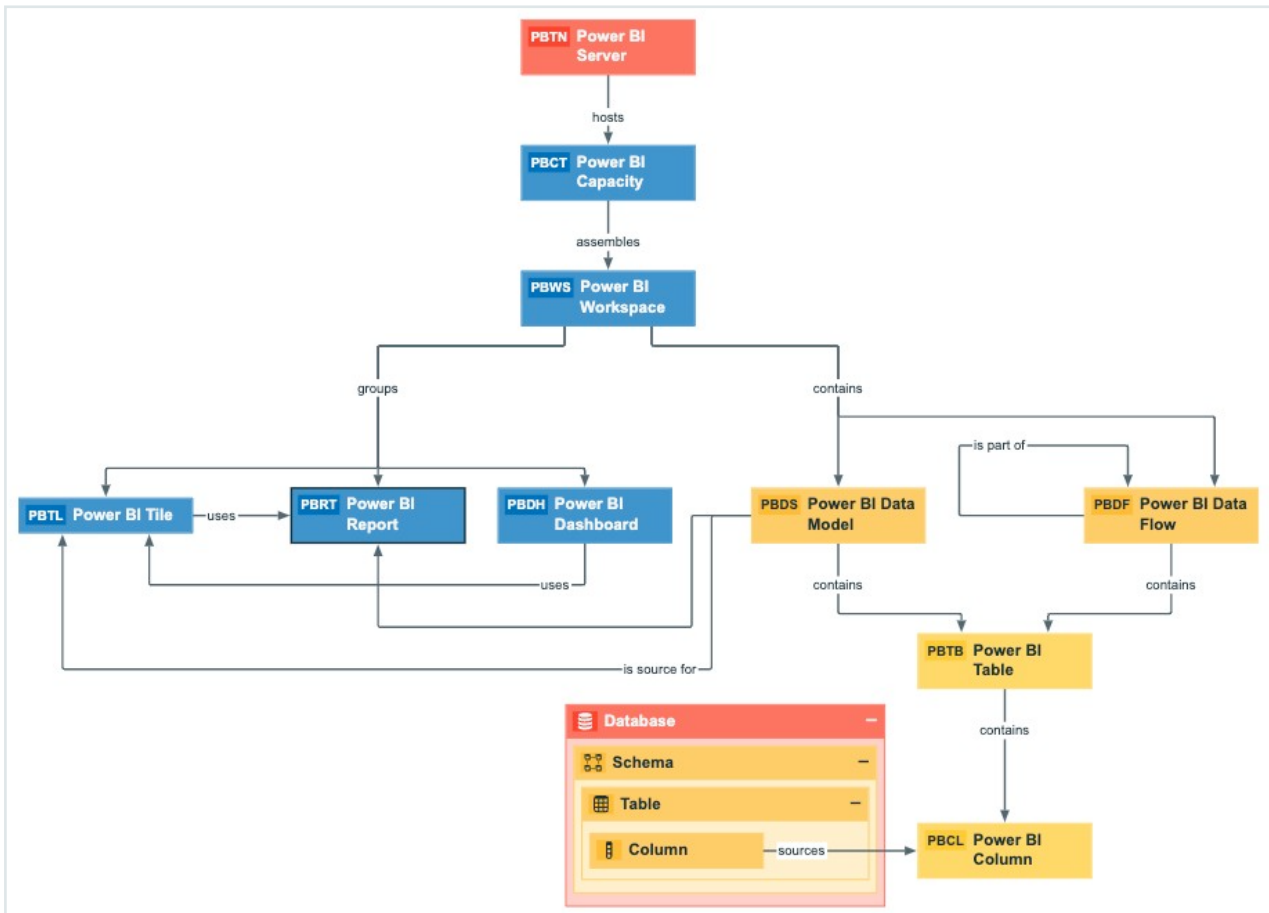 PBTN Power BI
Server
hosts
PBCT Power BI
Capacity
assembles
PBWS Power BI
Workspace
groups
contains
is part of
PBTL Power BI Tile
uses
PBRT Power BI
Report
PBDH Power BI
Dashboard
PBDS Power BI Data
Model
PBDF Power BI Data
Flow
uses
contains
contains
PBTB Power BI
Table
is source for
Database
contains
Schema
Table
Column
sources
PBCL Power BI
Column